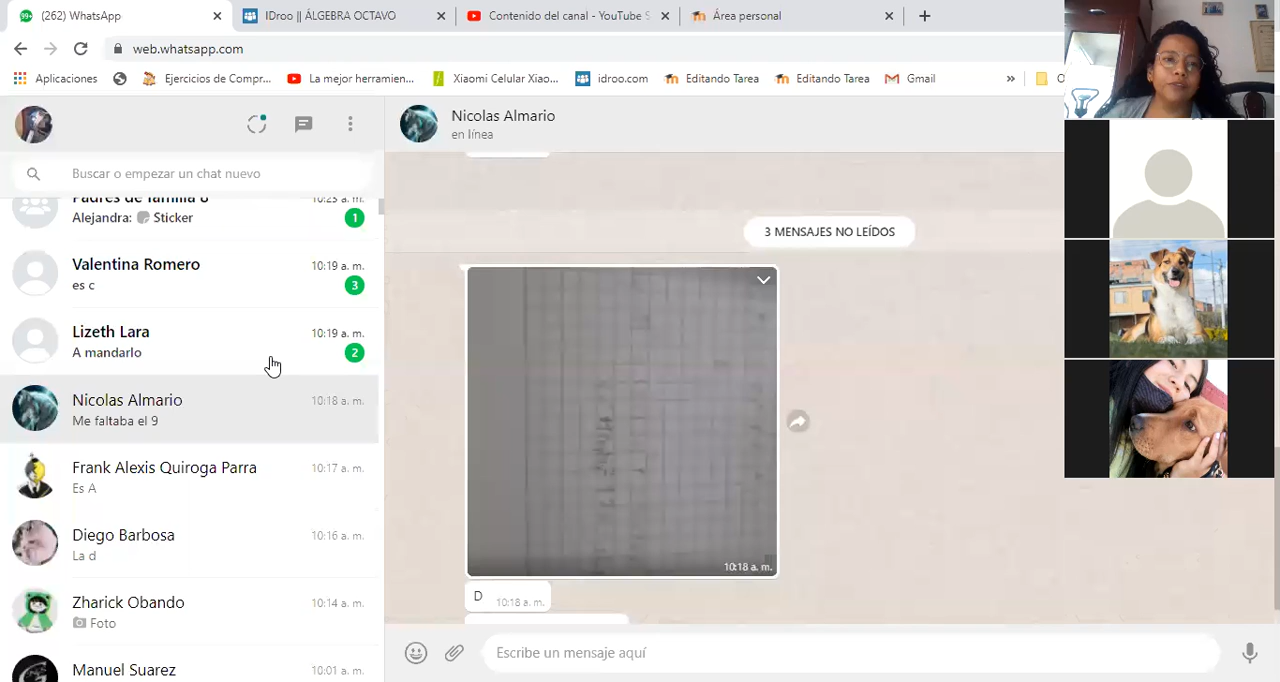 (262) WhatsApp
IDroo || ÁLGEBRA OCTAVO
Contenido del canal - YouTube S
Área personal
web.whatsapp.com
Aplicaciones
Ejercicios de Compr...
La mejor herramien...
Xiaomi Celular Xiao...
idroo.com
Editando Tarea
Editando Tarea
Gmail
»
Buscar o empezar un chat nuevo
Padres de familia 8
10:23 a. m.
Alejandra: Sticker
1
Valentina Romero
10:19 a. m.
es c
3
Lizeth Lara
10:19 a. m.
A mandarlo
2
Nicolas Almario
10:18 a. m.
Me faltaba el 9
Frank Alexis Quiroga Parra
10:17 a. m.
Es A
Diego Barbosa
10:16 a. m.
La d
Zharick Obando
10:14 a. m.
Foto
Manuel Suarez
10:01 a. m.
Nicolas Almario
en línea
3 MENSAJES NO LEÍDOS
10:18 a. m.
D
10:18 a. m.
Escribe un mensaje aquí